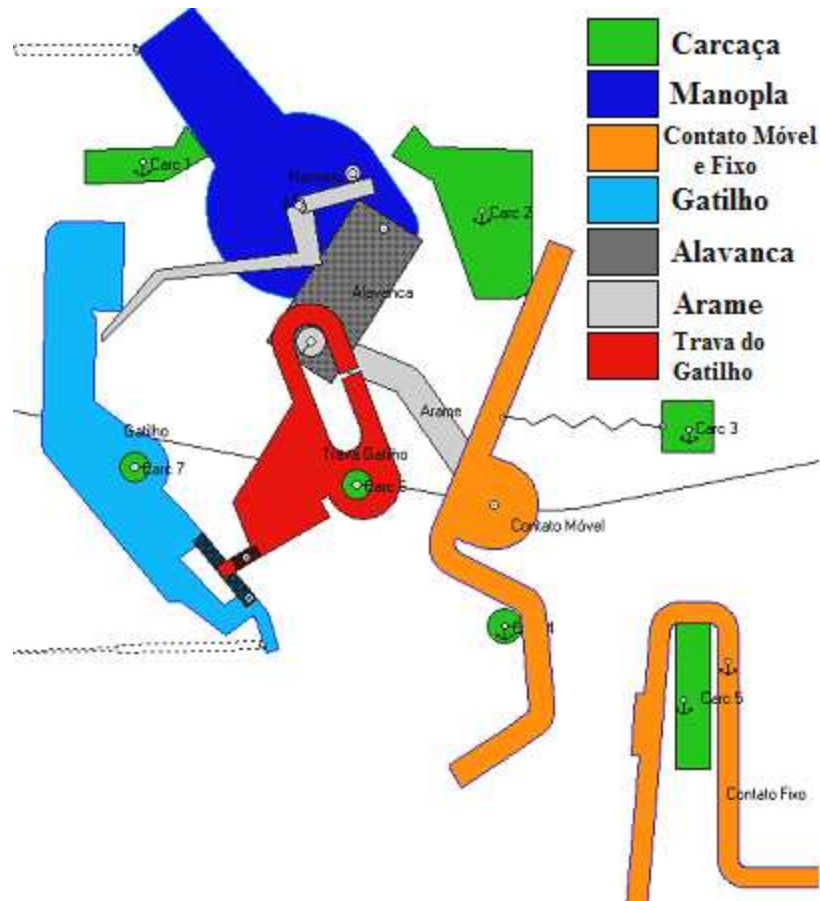 Carcaça
Manopla
Contato Móvel
e Fixo
Gatilho
Alavanca
Arame
Trava do
Gatilho
Carc 1
Carc 2
Alavanca
Arame
Carc 3
Gatilho
Carc 7
Trava Gatilho
Contato Móvel
Carc 5
Contato Fixo